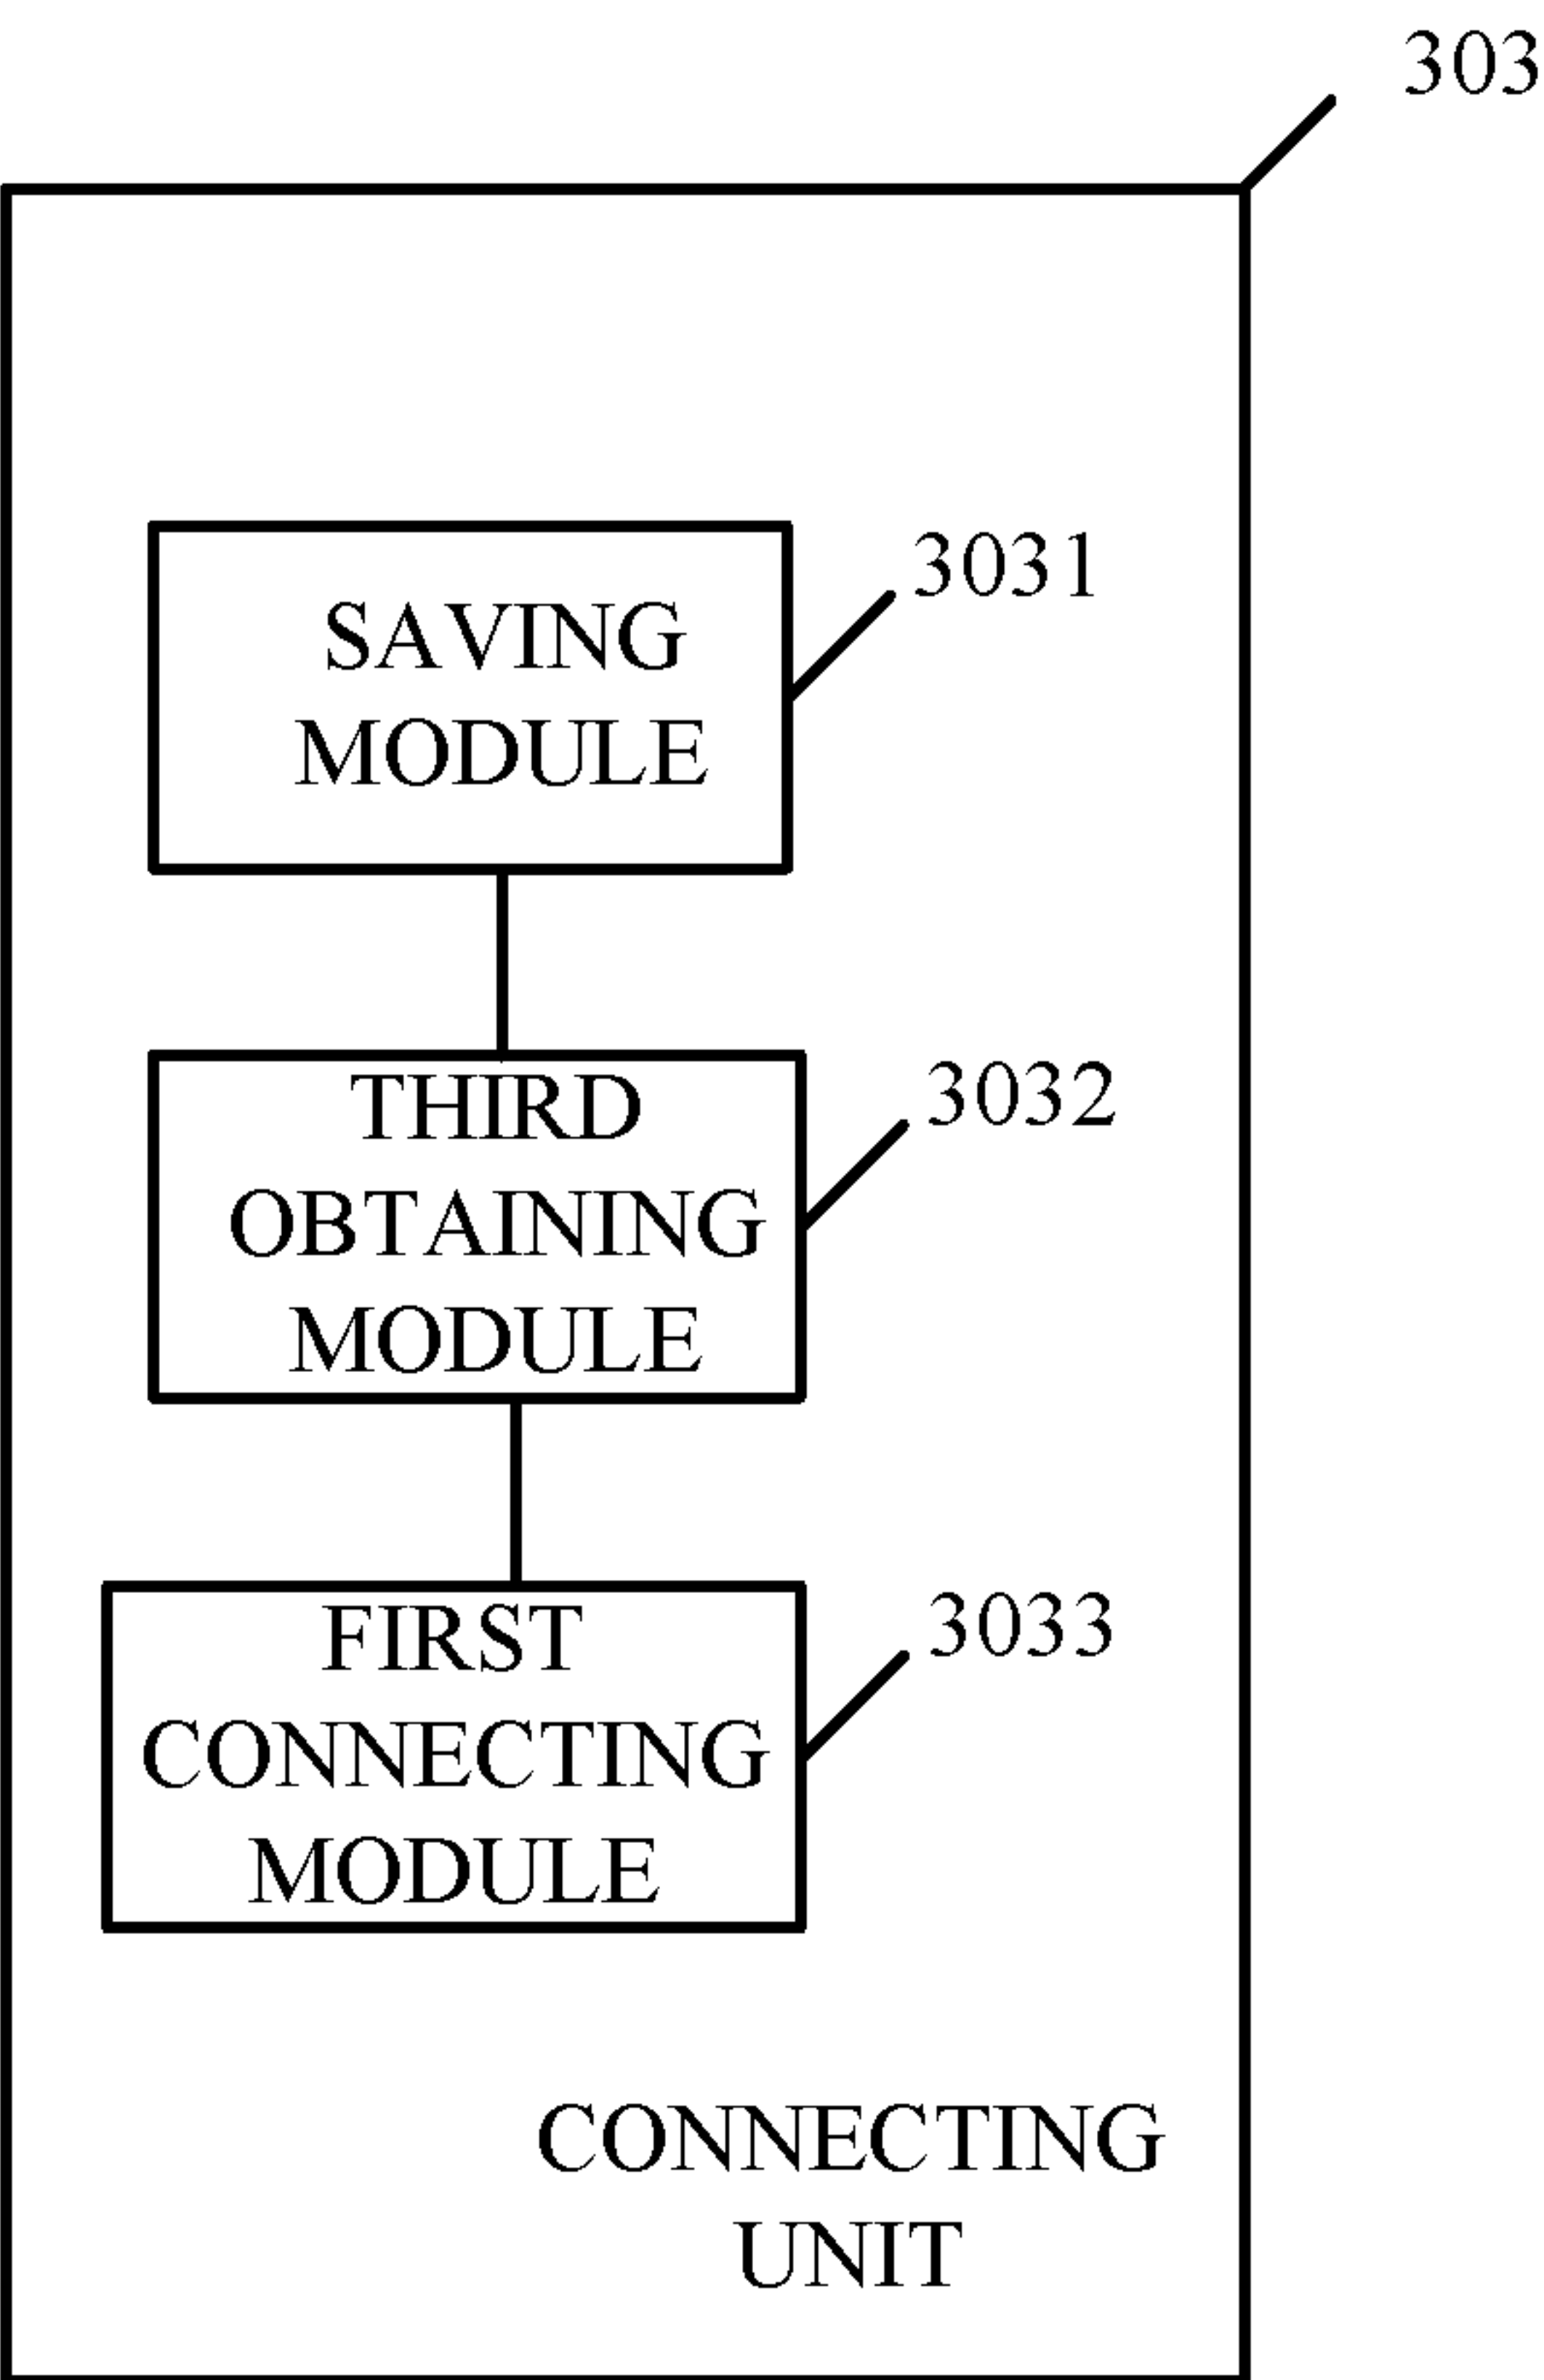 303
SAVING
MODULE
3031
THIRD
OBTAINING
MODULE
3032
FIRST
CONNECTING
MODULE
3033
CONNECTING
UNIT